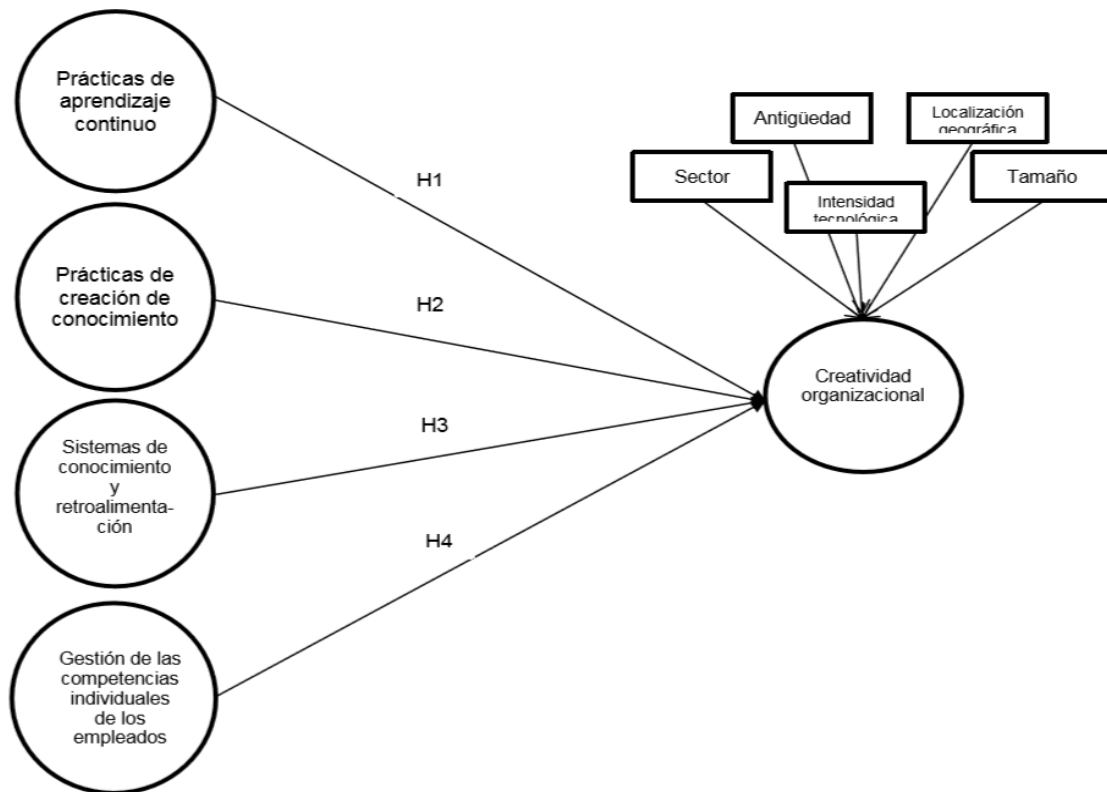 Prácticas de
aprendizaje
continuo
H1
Prácticas de
creación de
conocimiento
H2
Sistemas de
conocimiento
y
retroalimenta-
ción
H3
Gestión de las
competencias
individuales
de los
empleados
H4
Antigüedad
Localización
geográfica
Sector
Intensidad
tecnológica
Tamaño
Creatividad
organizacional